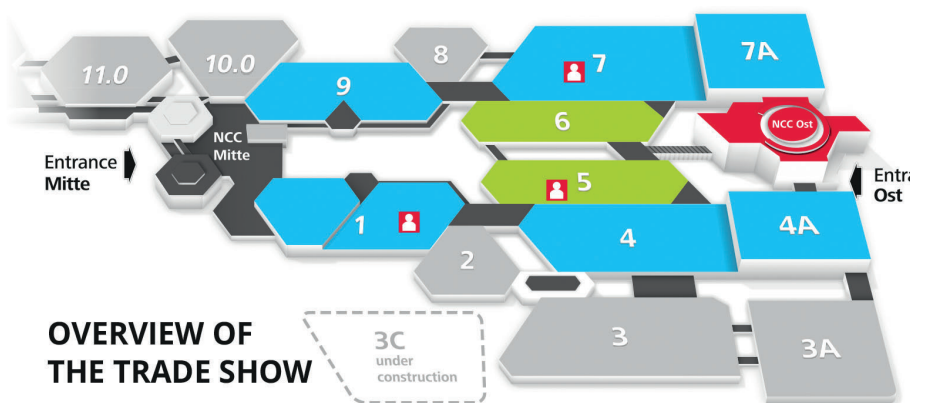 11.0
10.0
8
7
7A
9
6
NCC Ost
NCC
Mitte
Entrance
Mitte
5
Entra
Ost
1
4
4A
2
3
3A
3C
under
construction
OVERVIEW OF
THE TRADE SHOW